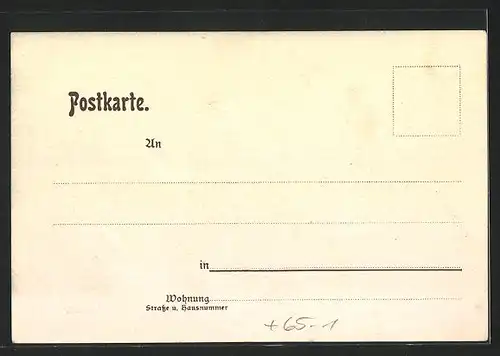 Postkarte.
An
in
Wohnung
Straße u. Hausnummer
+65-1